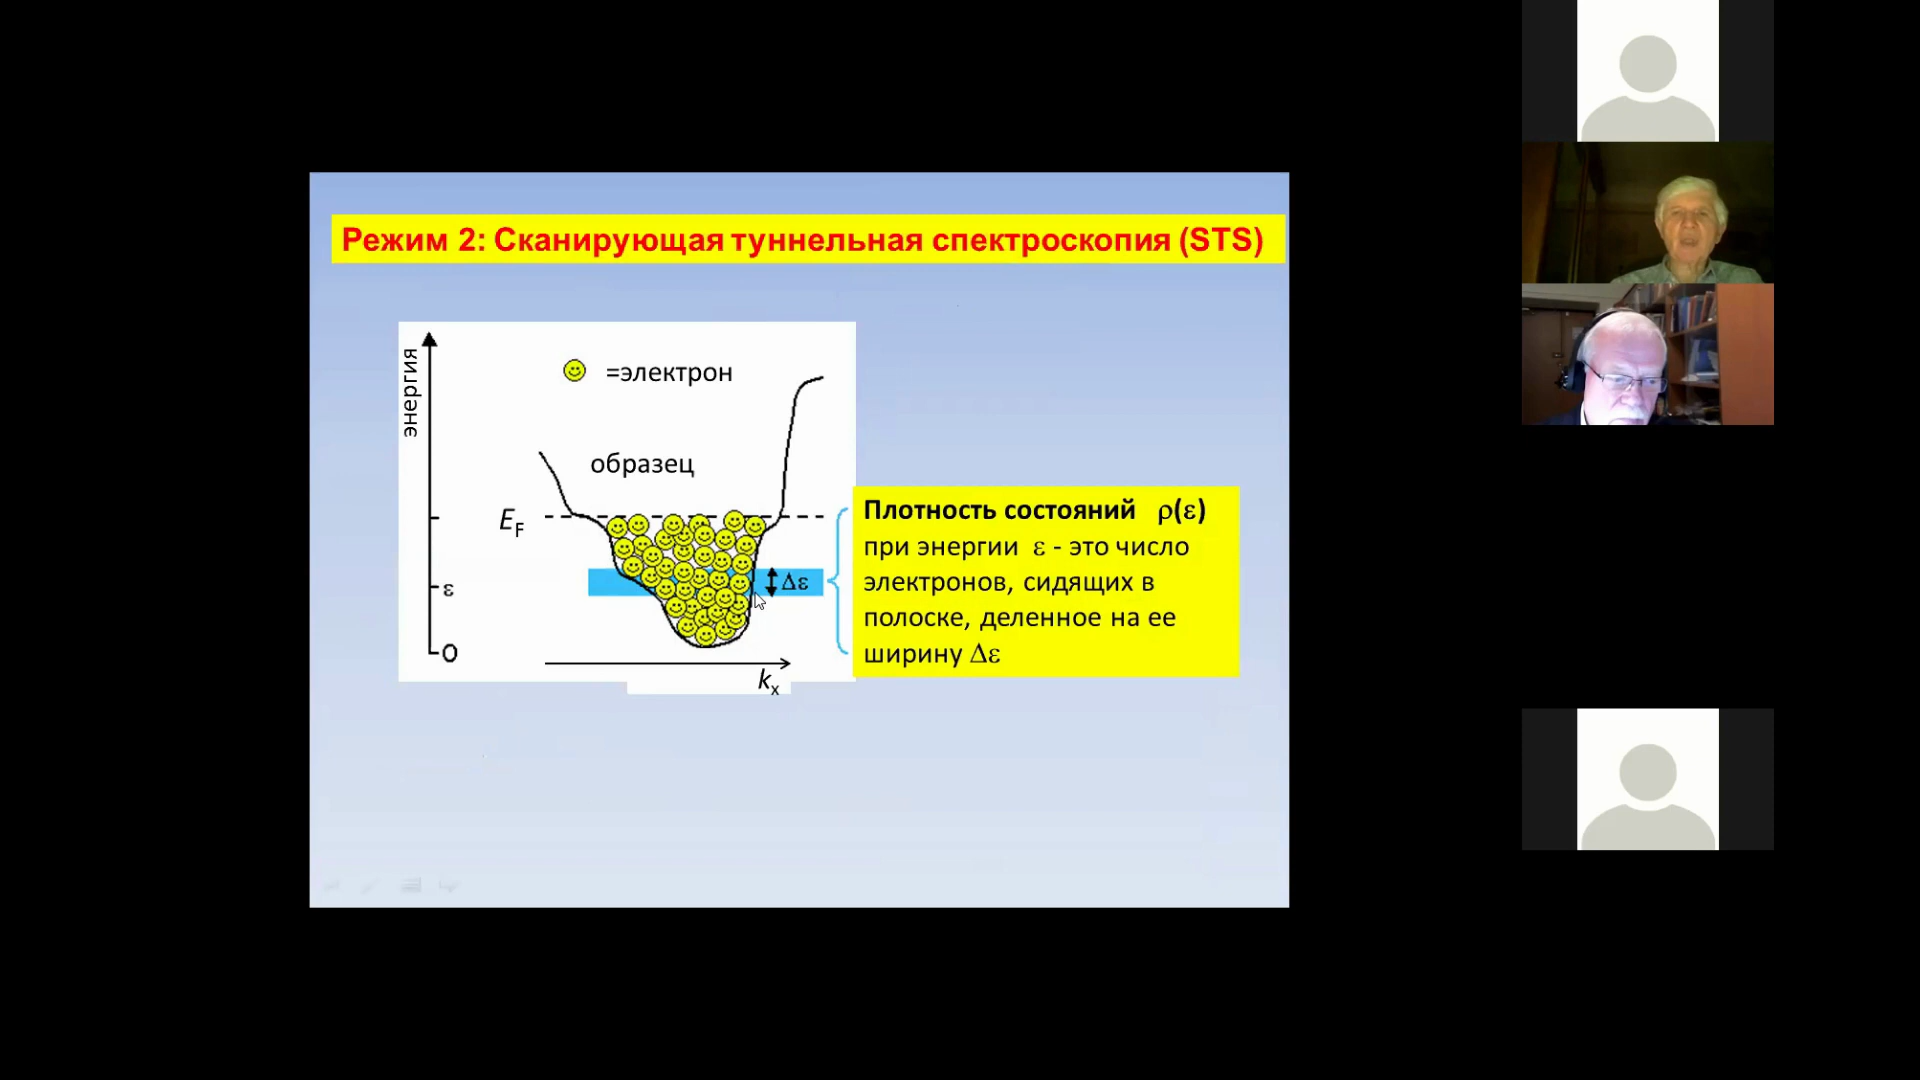 Режим 2: Сканирующая туннельная спектроскопия (STS)
энергия
=электрон
образец
E_F
ε
Δε
0
k_x
Плотность состояний ρ(ε)
при энергии ε - это число
электронов, сидящих в
полоске, деленное на ее
ширину Δε